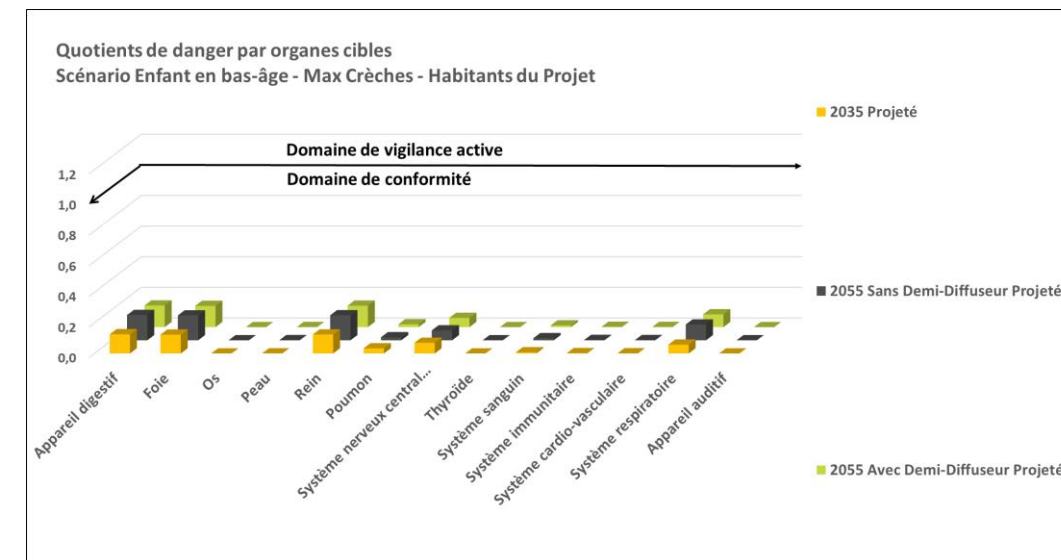 Quotients de danger par organes cibles
Scénario Enfant en bas-âge - Max Crèches - Habitants du Projet
2035 Projeté
Domaine de vigilance active
Domaine de conformité
1,2
1,0
0,8
0,6
0,4
0,2
0,0
2055 Sans Demi-Diffuseur Projeté
Appareil digestif
Foie
Os
Peau
Rein
Poumon
Système nerveux central...
Thyroïde
Système sanguin
Système immunitaire
Système cardio-vasculaire
Système respiratoire
Appareil auditif
2055 Avec Demi-Diffuseur Projeté